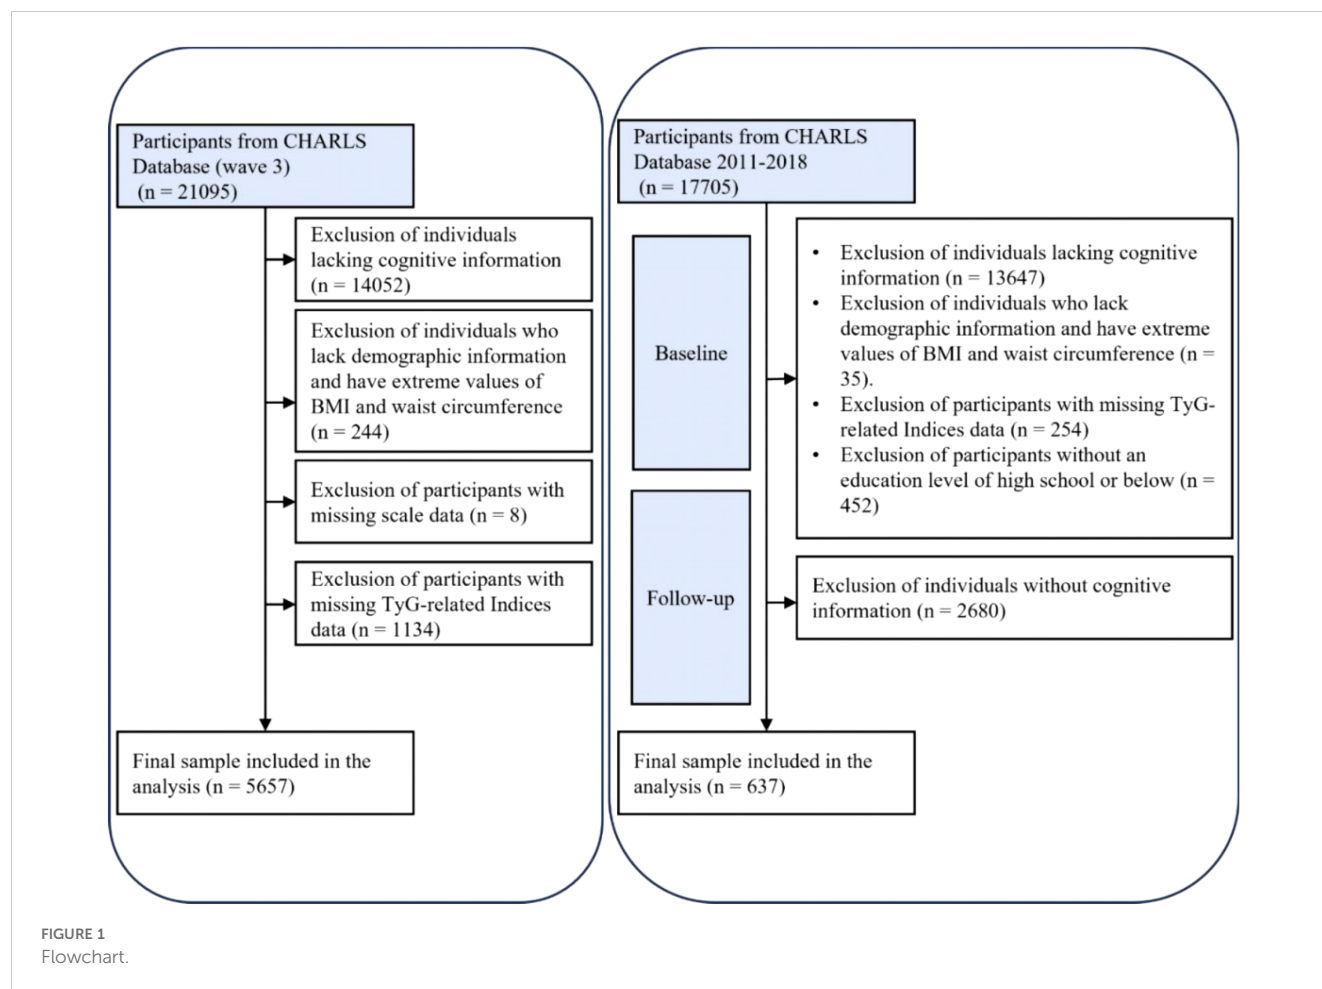 Participants from CHARLS
Database (wave 3)
(n = 21095)
Exclusion of individuals
lacking cognitive information
(n = 14052)
Exclusion of individuals who
lack demographic information
and have extreme values of
BMI and waist circumference
(n = 244)
Exclusion of participants with
missing scale data (n = 8)
Exclusion of participants with
missing TyG-related Indices
data (n = 1134)
Final sample included in the
analysis (n = 5657)
Participants from CHARLS
Database 2011-2018
(n = 17705)
Baseline
• Exclusion of individuals lacking cognitive
information (n = 13647)
• Exclusion of individuals who lack
demographic information and have extreme
values of BMI and waist circumference (n =
35).
• Exclusion of participants with missing TyG-
related Indices data (n = 254)
• Exclusion of participants without an
education level of high school or below (n =
452)
Follow-up
Exclusion of individuals without cognitive
information (n = 2680)
Final sample included in the
analysis (n = 637)
FIGURE 1
Flowchart.